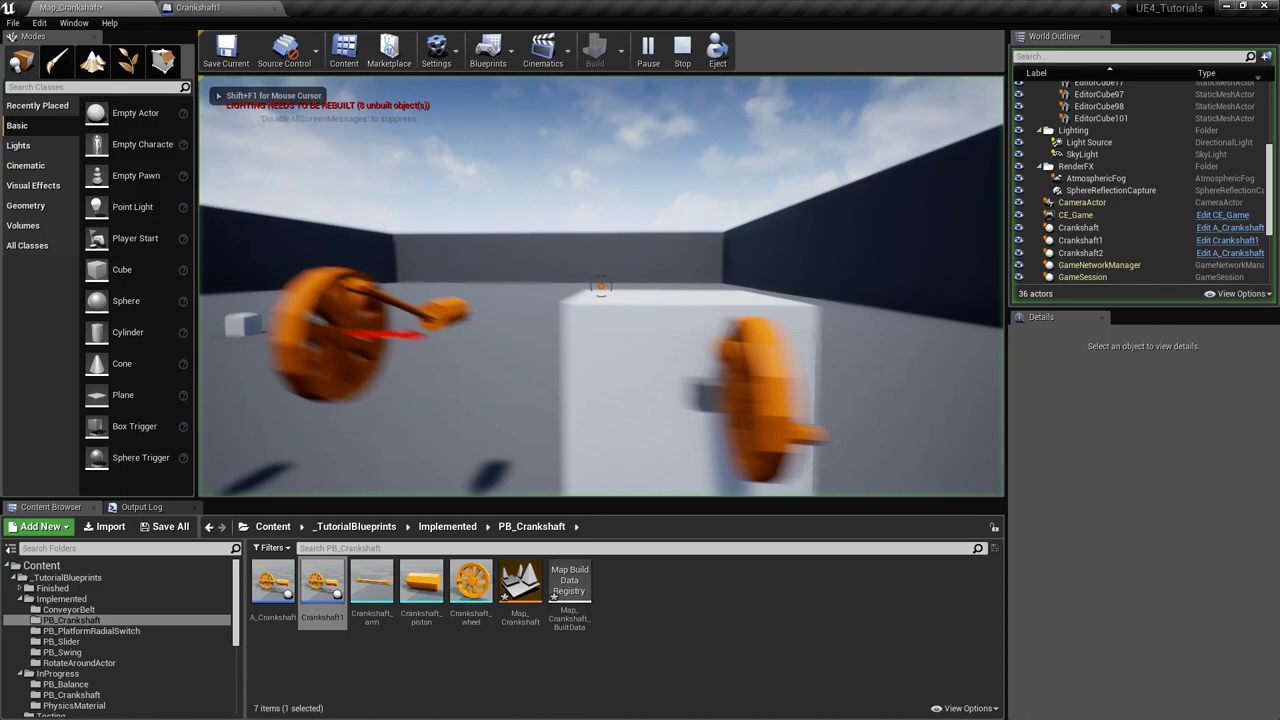 Map_Crankshaft*
Crankshaft1
UE4_Tutorials
File Edit Window Help
Modes
Search Classes
Recently Placed
Basic
Lights
Cinematic
Visual Effects
Geometry
Volumes
All Classes
Empty Actor
Empty Characte
Empty Pawn
Point Light
Player Start
Cube
Sphere
Cylinder
Cone
Plane
Box Trigger
Sphere Trigger
Save Current
Source Control
Content
Marketplace
Settings
Blueprints
Cinematics
Build
Pause
Stop
Eject
Shift+F1 for Mouse Cursor
LIGHTING NEEDS TO BE REBUILT (8 unbuilt object(s))
'DisableAllScreenMessages' to suppress
World Outliner
Search...
Label Type
EditorCube17 StaticMeshActor
EditorCube97 StaticMeshActor
EditorCube98 StaticMeshActor
EditorCube101 StaticMeshActor
Lighting Folder
Light Source DirectionalLight
SkyLight SkyLight
RenderFX Folder
AtmosphericFog AtmosphericFog
SphereReflectionCapture SphereReflectionCa
CameraActor CameraActor
CE_Game Edit CE_Game
Crankshaft Edit A_Crankshaft
Crankshaft1 Edit Crankshaft1
Crankshaft2 Edit A_Crankshaft
GameNetworkManager GameNetworkMana
GameSession GameSession
36 actors
View Options
Details
Select an object to view details.
Content Browser
Output Log
Add New
Import
Save All
Content
_TutorialBlueprints
Implemented
PB_Crankshaft
Search Folders
Filters
Search PB_Crankshaft
Content
_TutorialBlueprints
Finished
Implemented
ConveyorBelt
PB_Crankshaft
PB_PlatformRadialSwitch
PB_Slider
PB_Swing
RotateAroundActor
InProgress
PB_Balance
PB_Crankshaft
PhysicsMaterial
Testing
A_Crankshaft
Crankshaft1
Crankshaft_
arm
Crankshaft_
piston
Crankshaft_
wheel
Map_
Crankshaft
Map Build
Data
Registry
Map_
Crankshaft_
BuiltData
7 items (1 selected)
View Options